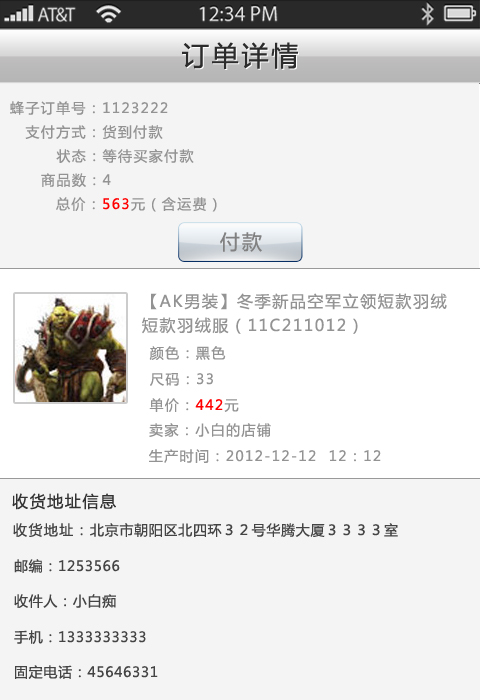 AT&T 12:34 PM
订单详情
蜂子订单号：1123222
支付方式：货到付款
状态：等待买家付款
商品数：4
总价：563元（含运费）
付款
【AK男装】冬季新品空军立领短款羽绒
短款羽绒服（11C211012）
颜色：黑色
尺码：33
单价：442元
卖家：小白的店铺
生产时间：2012-12-12 12：12
收货地址信息
收货地址：北京市朝阳区北四环３２号华腾大厦３３３３室
邮编：1253566
收件人：小白痴
手机：1333333333
固定电话：45646331